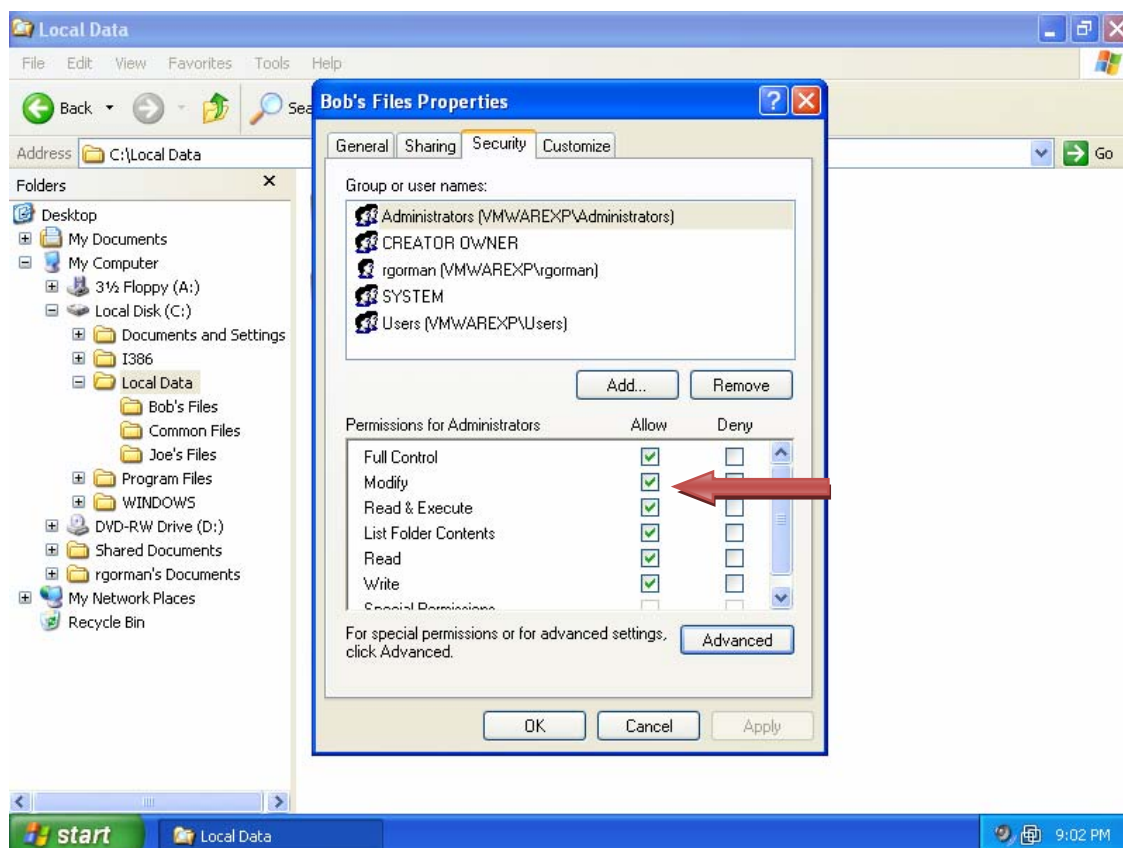 Local Data
File Edit View Favorites Tools Help
Back
Address C:\Local Data Go
Folders
Desktop
My Documents
My Computer
3½ Floppy (A:)
Local Disk (C:)
Documents and Settings
I386
Local Data
Bob's Files
Common Files
Joe's Files
Program Files
WINDOWS
DVD-RW Drive (D:)
Shared Documents
rgorman's Documents
My Network Places
Recycle Bin
Bob's Files Properties
General Sharing Security Customize
Group or user names:
Administrators (VMWAREXP\Administrators)
CREATOR OWNER
rgorman (VMWAREXP\rgorman)
SYSTEM
Users (VMWAREXP\Users)
Add... Remove
Permissions for Administrators Allow Deny
Full Control
Modify
Read & Execute
List Folder Contents
Read
Write
Special Permissions
For special permissions or for advanced settings,
click Advanced.
Advanced
OK Cancel Apply
start Local Data 9:02 PM